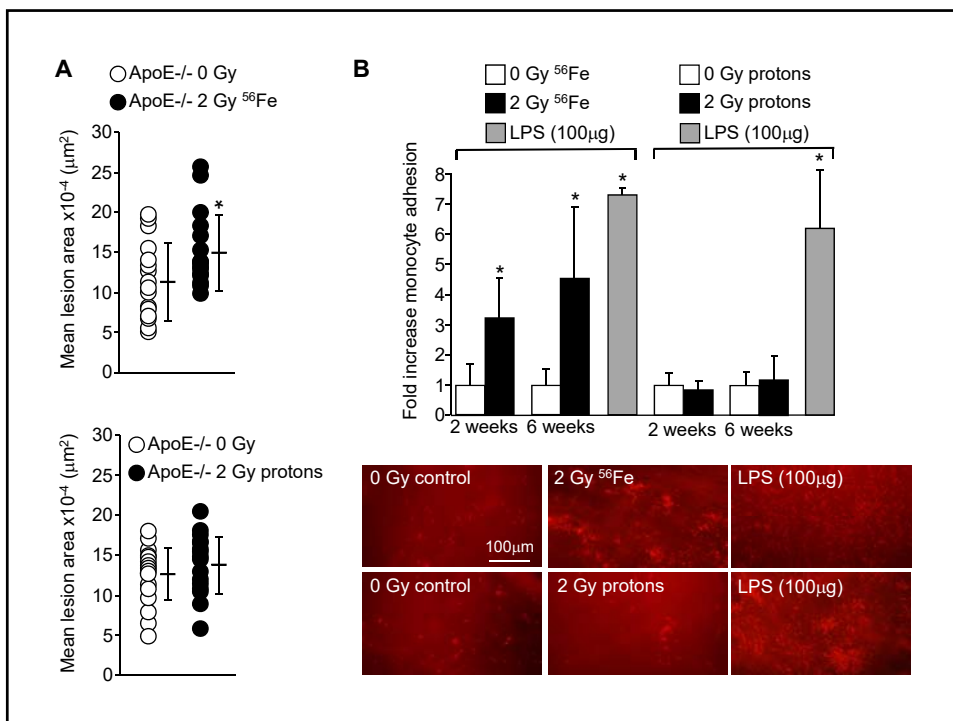 A
ApoE-/- 0 Gy
ApoE-/- 2 Gy ⁵⁶Fe
Mean lesion area x10⁻⁴ (μm²)
30
25
20
15
10
5
0
*
ApoE-/- 0 Gy
ApoE-/- 2 Gy protons
Mean lesion area x10⁻⁴ (μm²)
30
25
20
15
10
5
0
B
0 Gy ⁵⁶Fe
2 Gy ⁵⁶Fe
LPS (100μg)
0 Gy protons
2 Gy protons
LPS (100μg)
Fold increase monocyte adhesion
8
7
6
5
4
3
2
1
0
* * * *
2 weeks 6 weeks 2 weeks 6 weeks
0 Gy control 2 Gy ⁵⁶Fe LPS (100μg)
100μm
0 Gy control 2 Gy protons LPS (100μg)